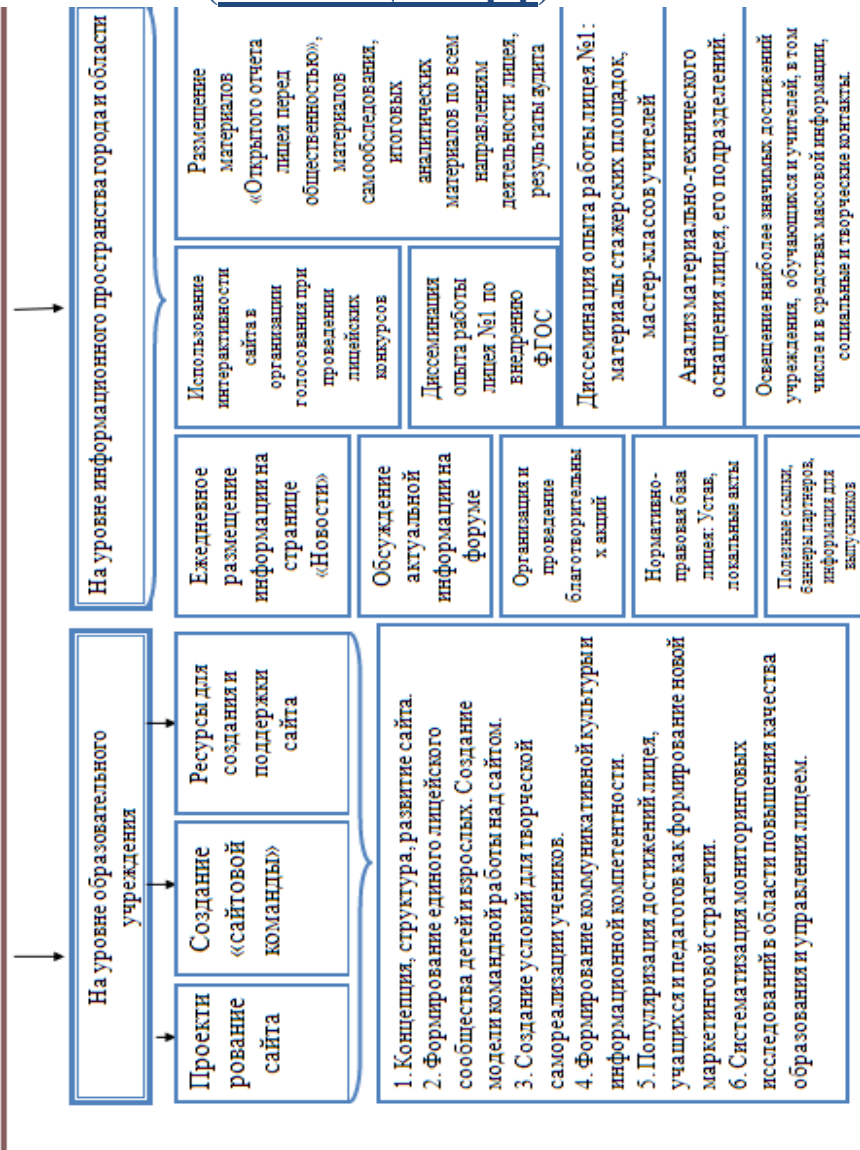 На уровне образовательного
учреждения
Проекти
рование
сайта
Создание
«сайтовой
команды»
Ресурсы для
создания и
поддержки
сайта
1.Концепция, структура, развитие сайта.
2. Формирование единого лицейского
сообщества детей и взрослых. Создание
модели командной работы над сайтом.
3. Создание условий для творческой
самореализации учеников.
4. Формирование коммуникативной культуры и
информационной компетентности.
5.Популяризация достижений лицея,
учащихся и педагогов как формирование новой
маркетинговой стратегии.
6. Систематизация мониторинговых
исследований в области повышения качества
образования и управления лицеем.
На уровне информационного пространства города и области
Ежедневное
размещение
информации на
странице
«Новости»
Обсуждение
актуальной
информации на
форуме
Организация и
проведение
благотворительны
х акций
Нормативно-
правовая база
лицея: Устав,
локальные акты
Полезные ссылки,
баннеры партнеров,
информация для
выпускников
Использование
интерактивности
сайта в
организации
голосования при
проведении
лицейских
конкурсов
Диссеминация
опыта работы
лицея №1 по
внедрению
ФГОС
Размещение
материалов
«Открытого отчета
лицея перед
общественностью»,
материалов
самообследования,
итоговых
аналитических
материалов по всем
направлениям
деятельности лицея,
результаты аудита
Диссеминация опыта работы лицея №1:
материалы стажерских площадок,
мастер-классов учителей
Анализ материально-технического
оснащения лицея, его подразделений.
Освещение наиболее значимых достижений
учреждения, обучающихся и учителей, в том
числе и в средствах массовой информации,
социальные и творческие контакты.